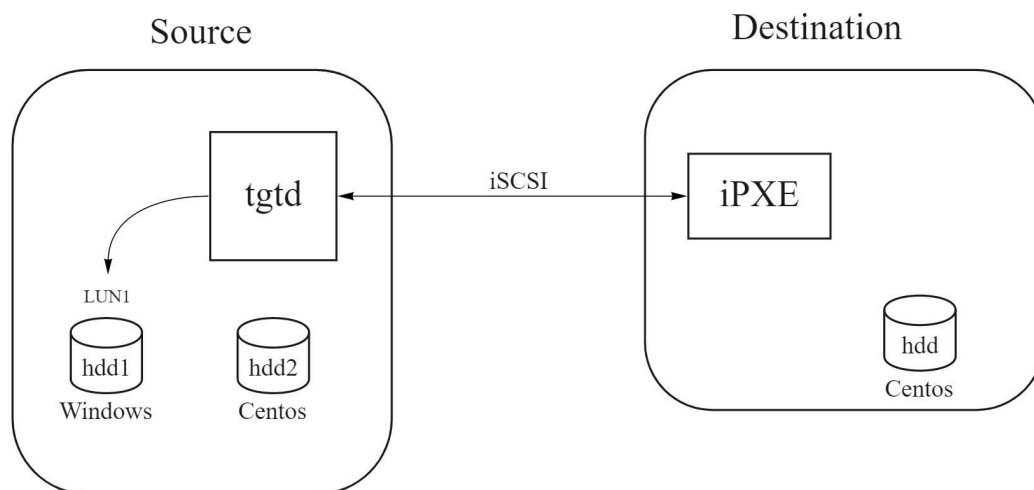 Source
Destination
tgtd
iSCSI
iPXE
LUN1
hdd1
hdd2
hdd
Windows
Centos
Centos